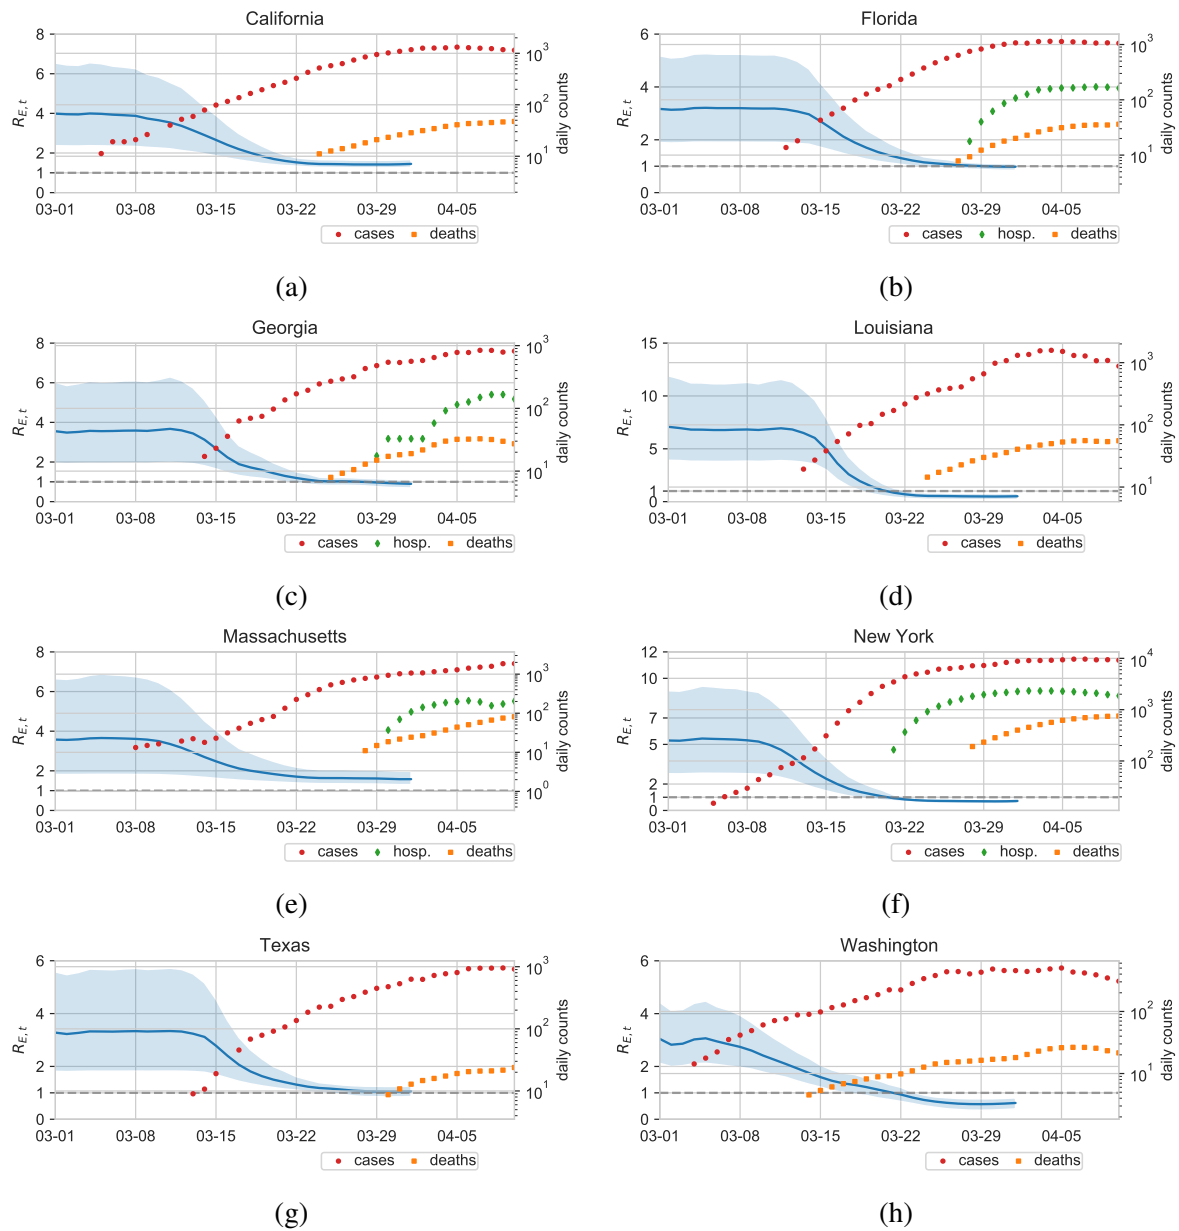 California
Florida
8
6
4
2
1
0
R_{E,t}
10^3
10^2
10^1
daily counts
03-01 03-08 03-15 03-22 03-29 04-05
cases deaths
6
4
2
1
0
R_{E,t}
10^3
10^2
10^1
daily counts
03-01 03-08 03-15 03-22 03-29 04-05
cases hosp. deaths
(a)
(b)
Georgia
Louisiana
8
6
4
2
1
0
R_{E,t}
10^3
10^2
10^1
daily counts
03-01 03-08 03-15 03-22 03-29 04-05
cases hosp. deaths
15
10
5
1
0
R_{E,t}
10^3
10^2
10^1
daily counts
03-01 03-08 03-15 03-22 03-29 04-05
cases deaths
(c)
(d)
Massachusetts
New York
8
6
4
2
1
0
R_{E,t}
10^3
10^2
10^1
10^0
daily counts
03-01 03-08 03-15 03-22 03-29 04-05
cases hosp. deaths
12
10
7
5
2
1
0
R_{E,t}
10^4
10^3
10^2
daily counts
03-01 03-08 03-15 03-22 03-29 04-05
cases hosp. deaths
(e)
(f)
Texas
Washington
6
4
2
1
0
R_{E,t}
10^3
10^2
10^1
daily counts
03-01 03-08 03-15 03-22 03-29 04-05
cases deaths
6
4
3
2
1
0
R_{E,t}
10^2
10^1
daily counts
03-01 03-08 03-15 03-22 03-29 04-05
cases deaths
(g)
(h)